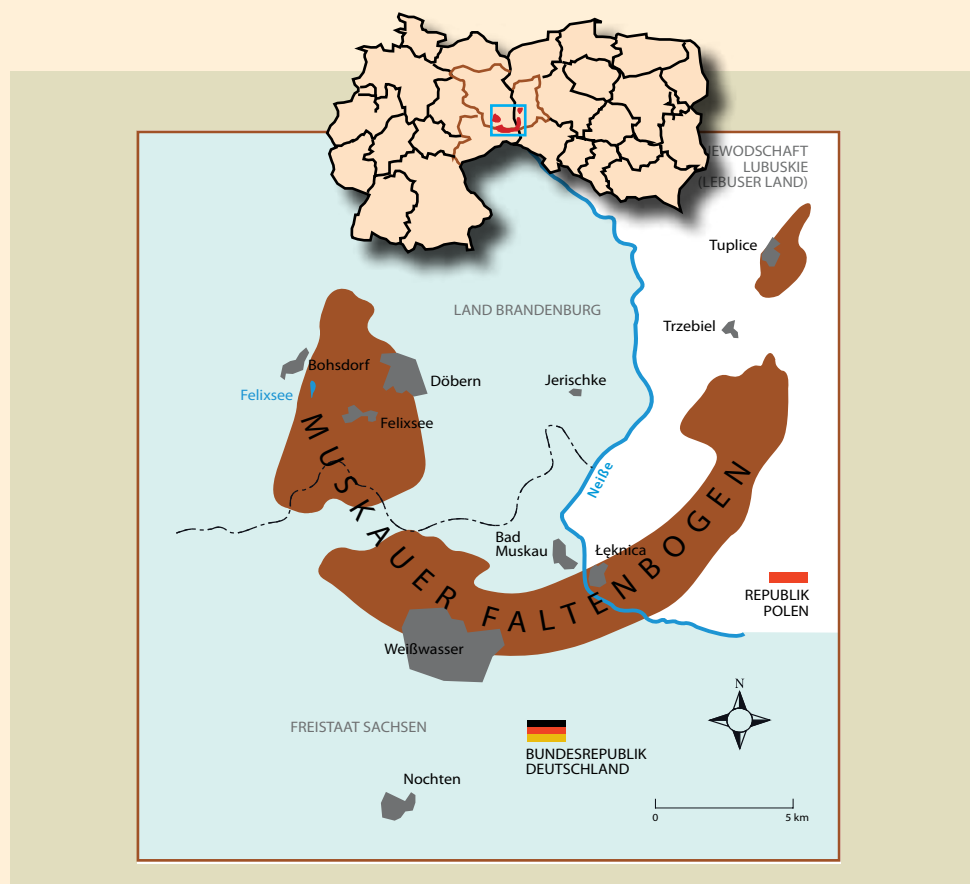 LUBUSKIE
(LEBUSER LAND)
Tuplice
LAND BRANDENBURG
Trzebiel
Bohsdorf
Döbern
Jerischke
Felixsee
Felixsee
MUSKAUER FALTENBOGEN
Neiße
Bad
Muskau
Łęknica
REPUBLIK
POLEN
Weißwasser
N
FREISTAAT SACHSEN
BUNDESREPUBLIK
DEUTSCHLAND
Nochten
0 5 km